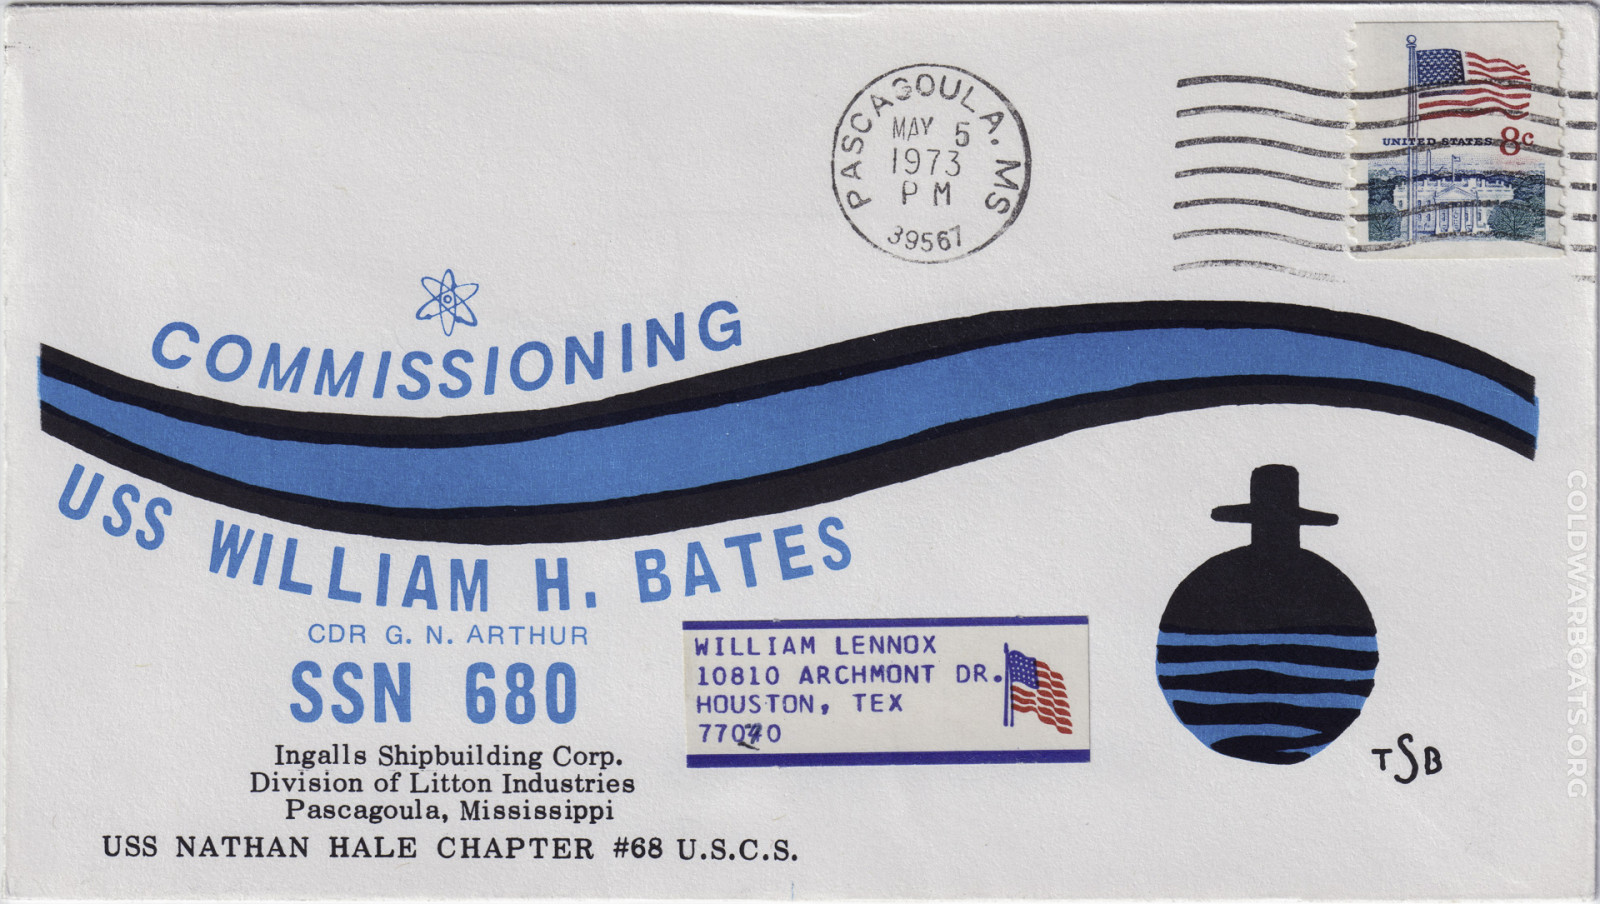 PASCAGOULA. MS
MAY 5
1973
PM
39567
UNITED STATES 8c
COMMISSIONING
USS WILLIAM H. BATES
CDR G. N. ARTHUR
SSN 680
Ingalls Shipbuilding Corp.
Division of Litton Industries
Pascagoula, Mississippi
USS NATHAN HALE CHAPTER #68 U.S.C.S.
WILLIAM LENNOX
10810 ARCHMONT DR.
HOUSTON, TEX
TSB
COLDWARBOATS.ORG